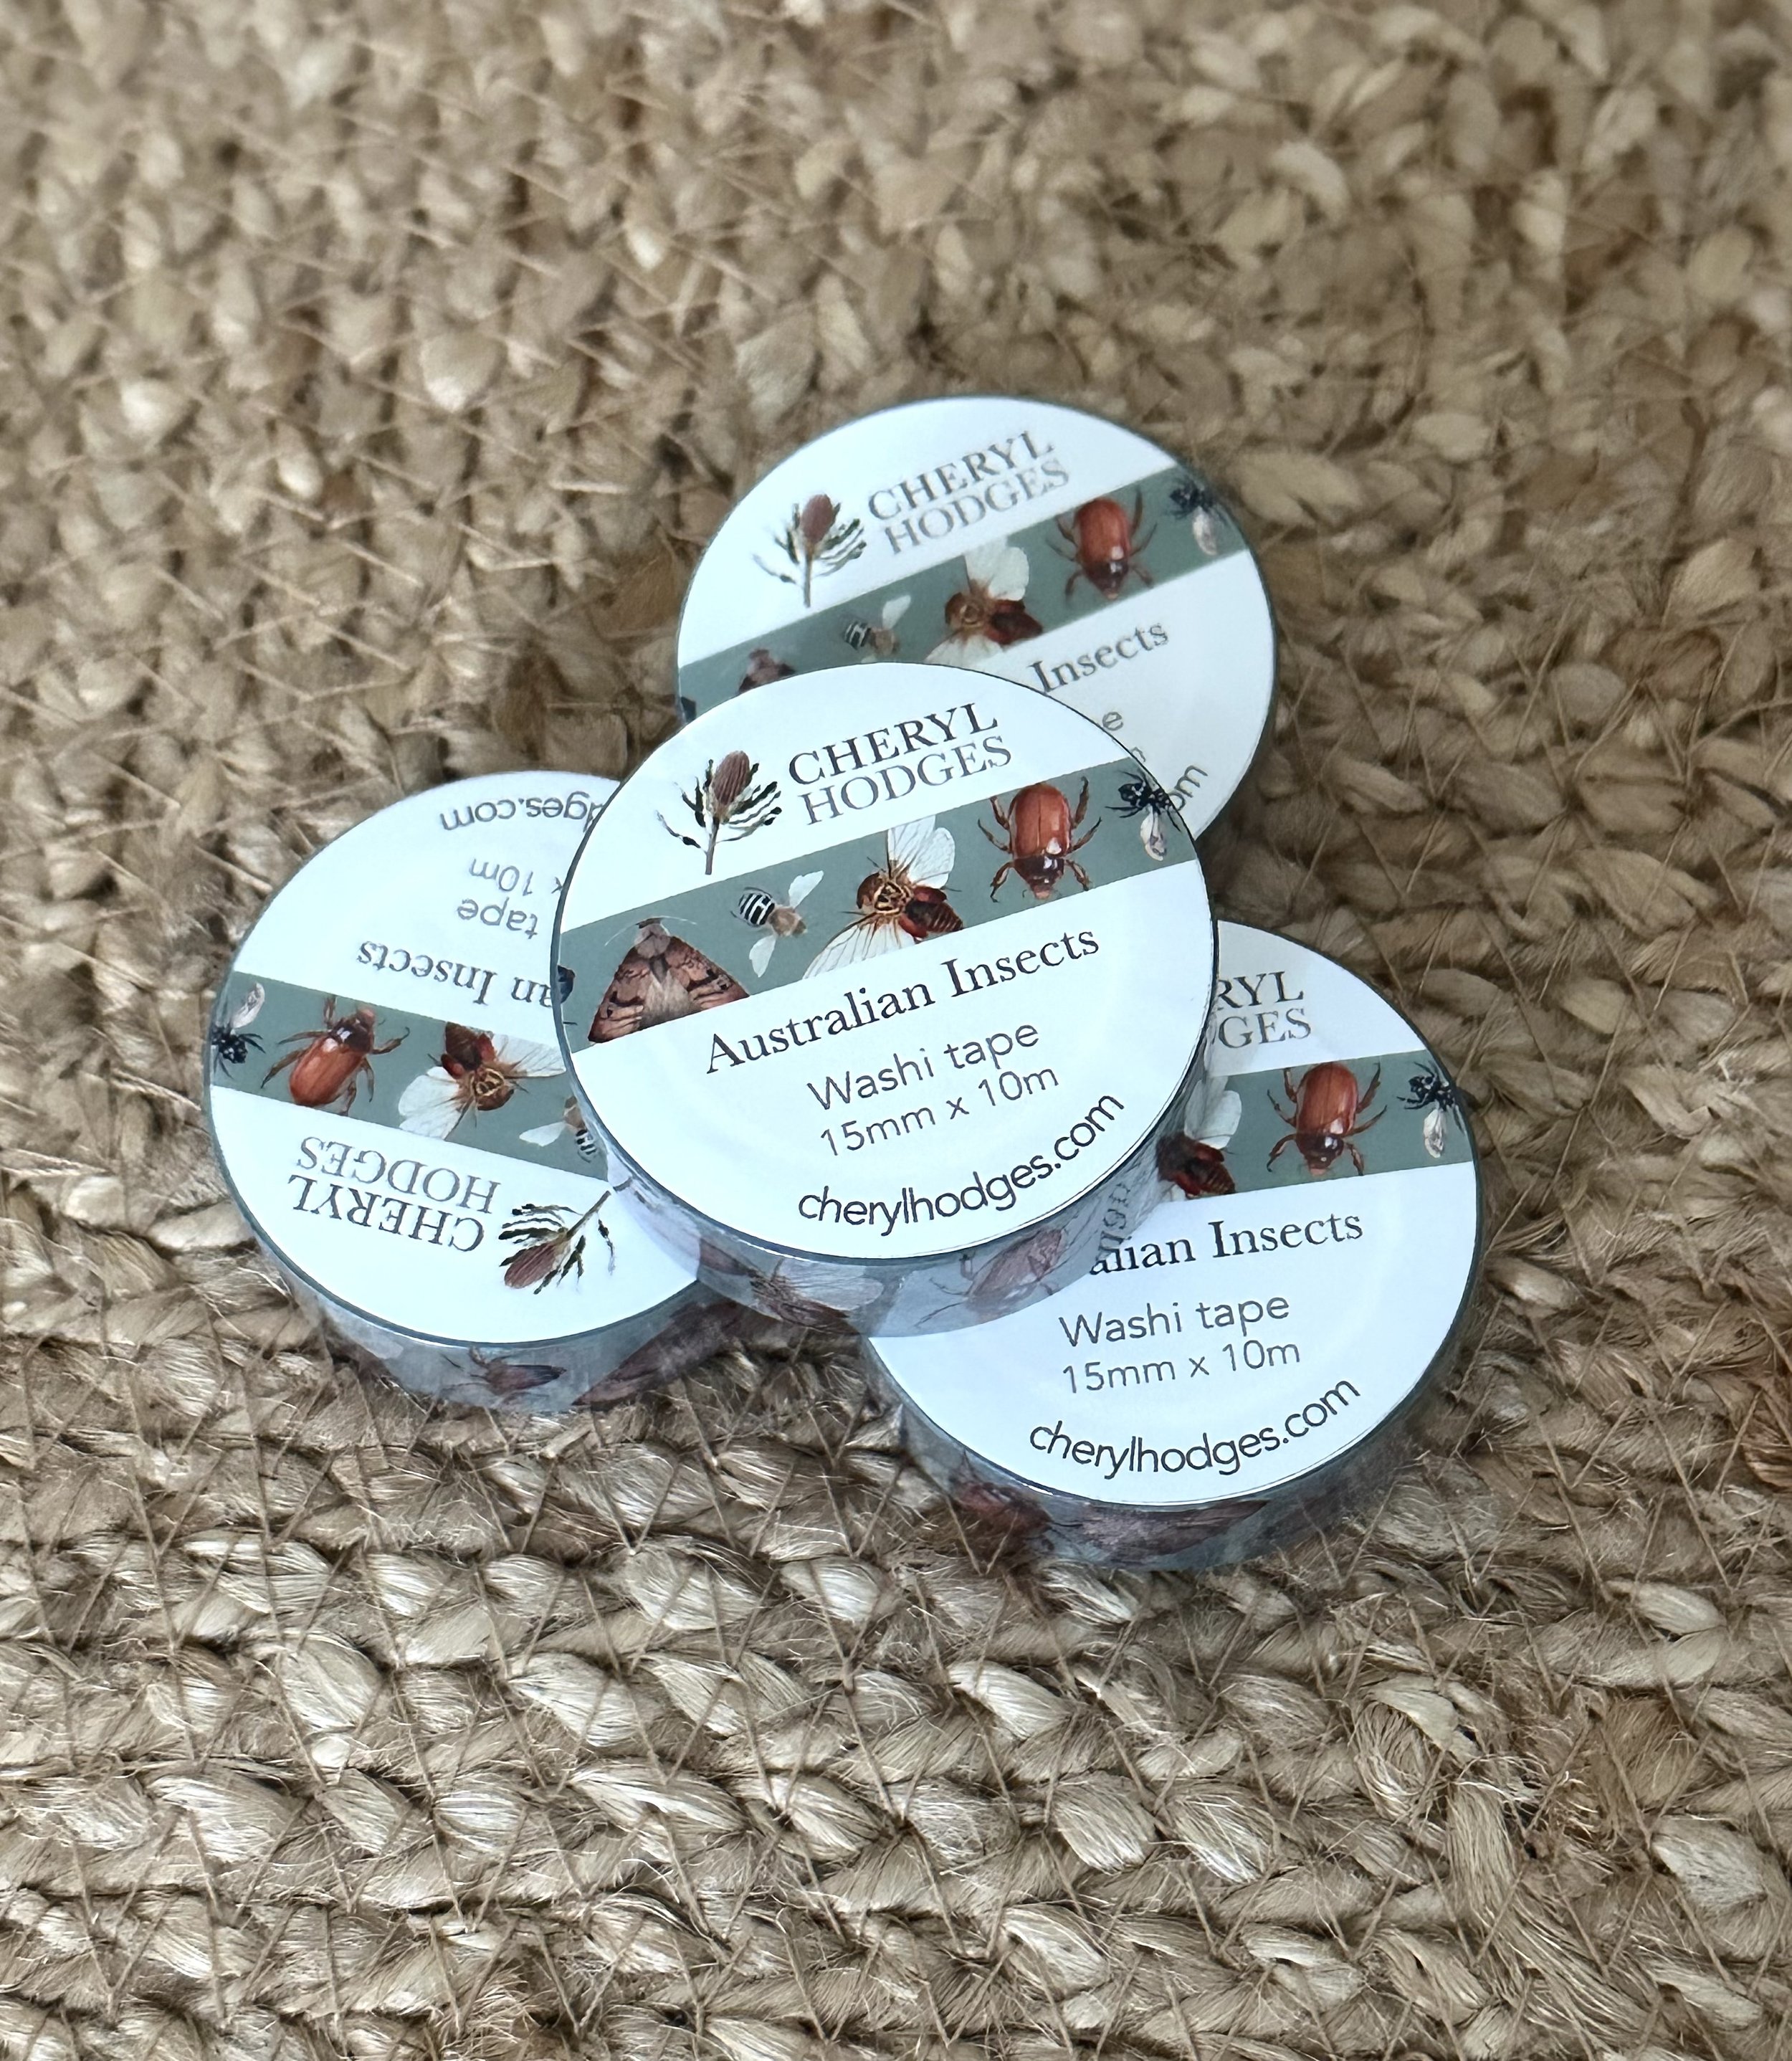 CHERYL
HODGES
Insects
CHERYL
HODGES
Australian Insects
Washi tape
15mm x 10m
cherylhodges.com
CHERYL
HODGES
Insects
tape
x 10m
Insects
Washi tape
15mm x 10m
cherylhodges.com